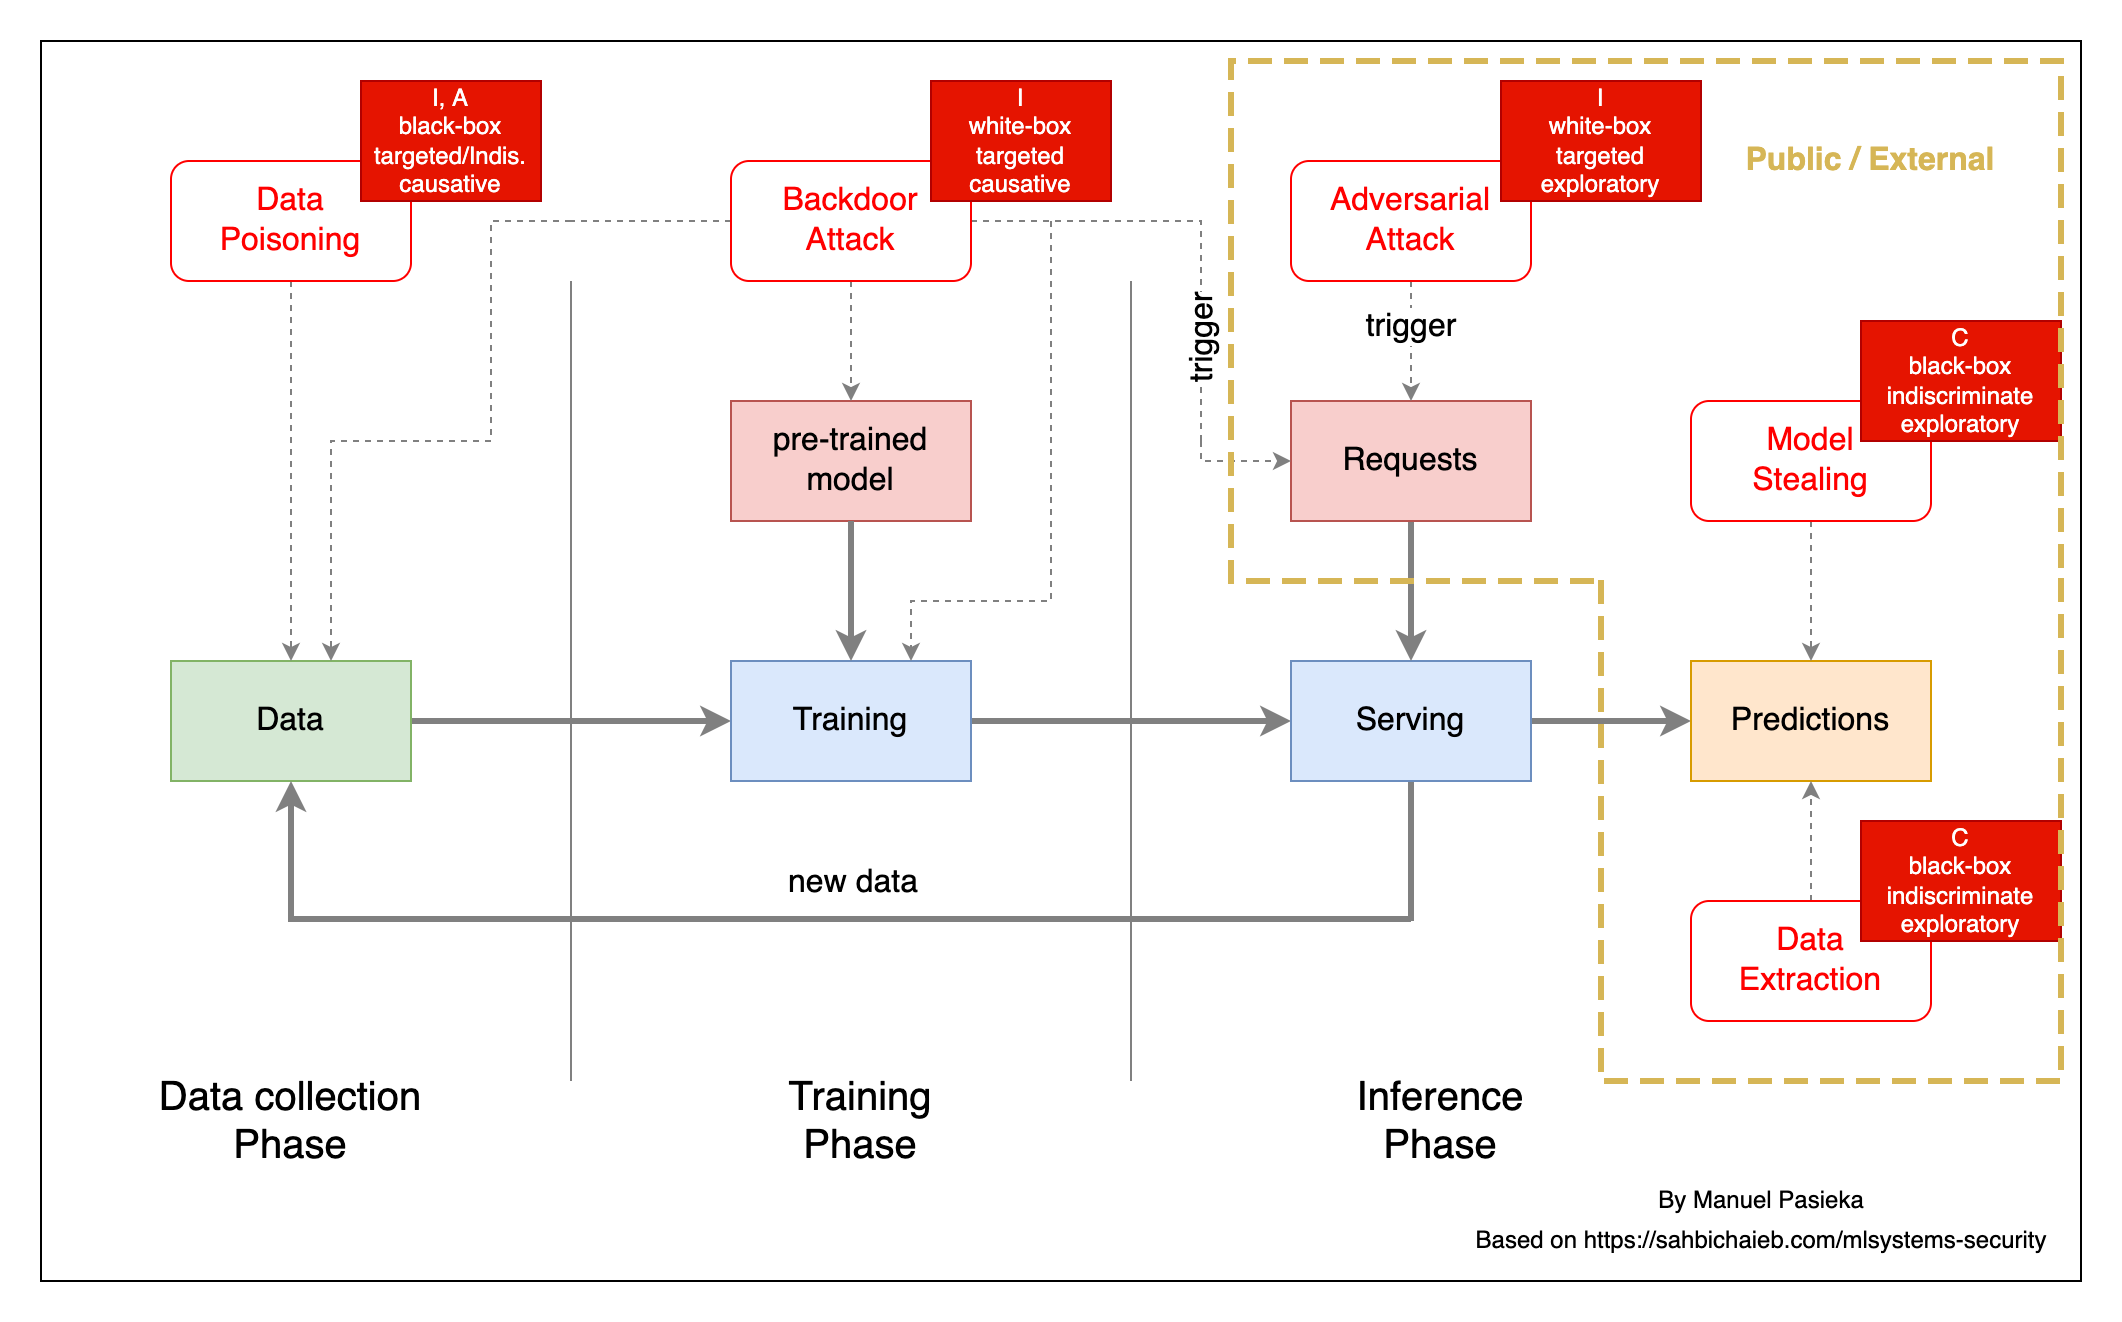 I, A
black-box
targeted/Indis.
causative
Data
Poisoning
I
white-box
targeted
causative
Backdoor
Attack
I
white-box
targeted
exploratory
Adversarial
Attack
Public / External
trigger
trigger
C
black-box
indiscriminate
exploratory
Model
Stealing
pre-trained
model
Requests
Data
Training
Serving
Predictions
new data
C
black-box
indiscriminate
exploratory
Data
Extraction
Data collection
Phase
Training
Phase
Inference
Phase
By Manuel Pasieka
Based on https://sahbichaieb.com/mlsystems-security